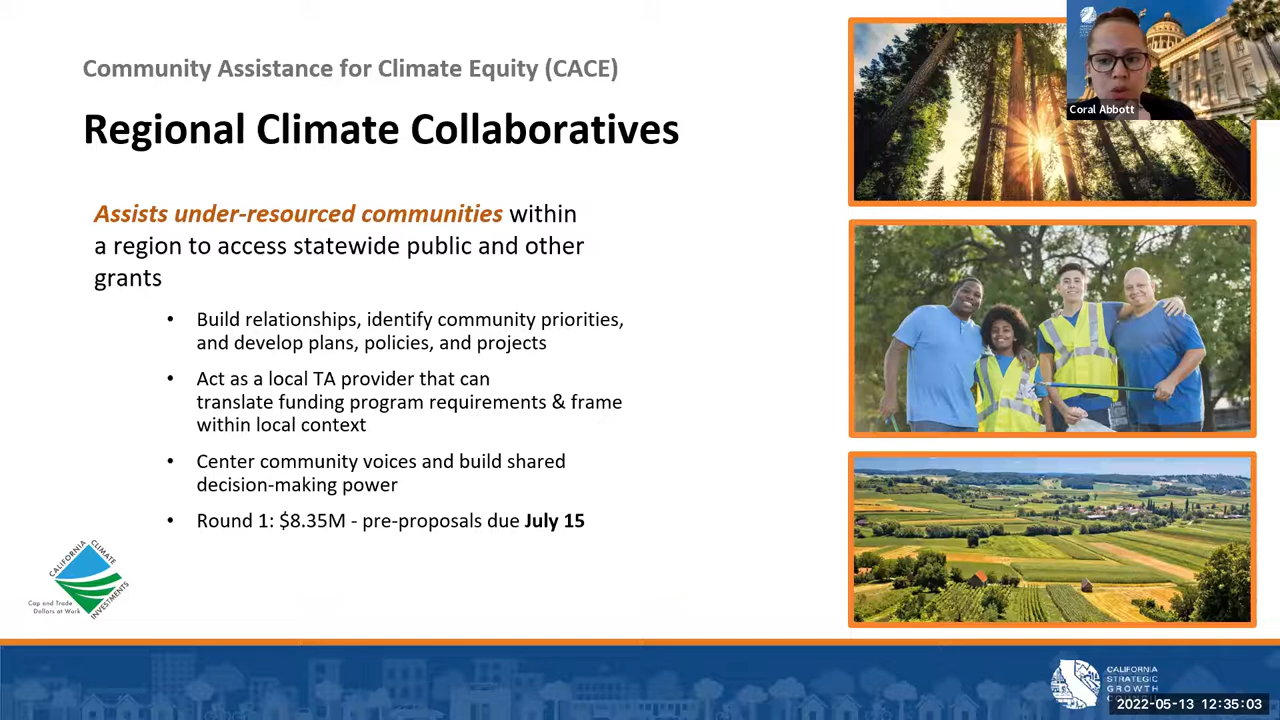 Community Assistance for Climate Equity (CACE)
Regional Climate Collaboratives
Assists under-resourced communities within
a region to access statewide public and other
grants
• Build relationships, identify community priorities,
and develop plans, policies, and projects
• Act as a local TA provider that can
translate funding program requirements & frame
within local context
• Center community voices and build shared
decision-making power
• Round 1: $8.35M - pre-proposals due July 15
CALIFORNIA CLIMATE
INVESTMENTS
Cap and Trade
Dollars at Work
Coral Abbott
CALIFORNIA
STRATEGIC
GROWTH
COUNCIL
2022-05-13 12:35:03